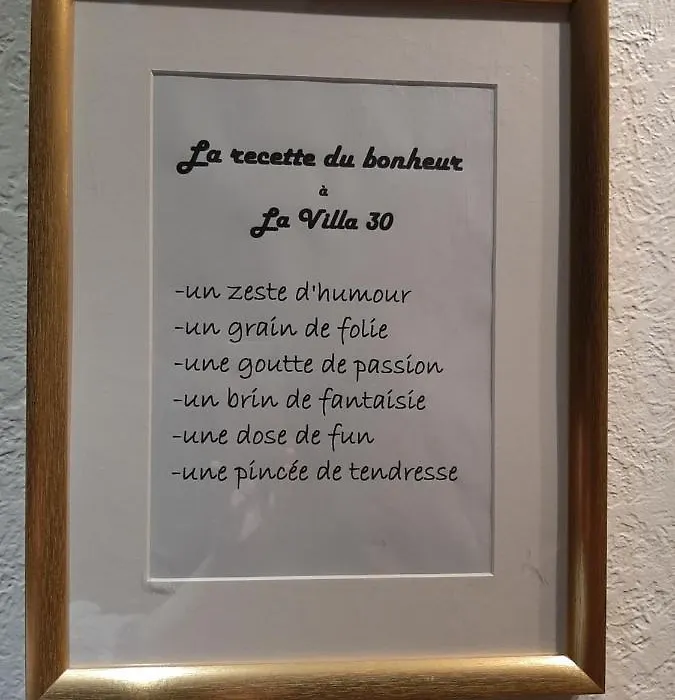 La recette du bonheur
à
La Villa 30
-un zeste d'humour
-un grain de folie
-une goutte de passion
-un brin de fantaisie
-une dose de fun
-une pincée de tendresse